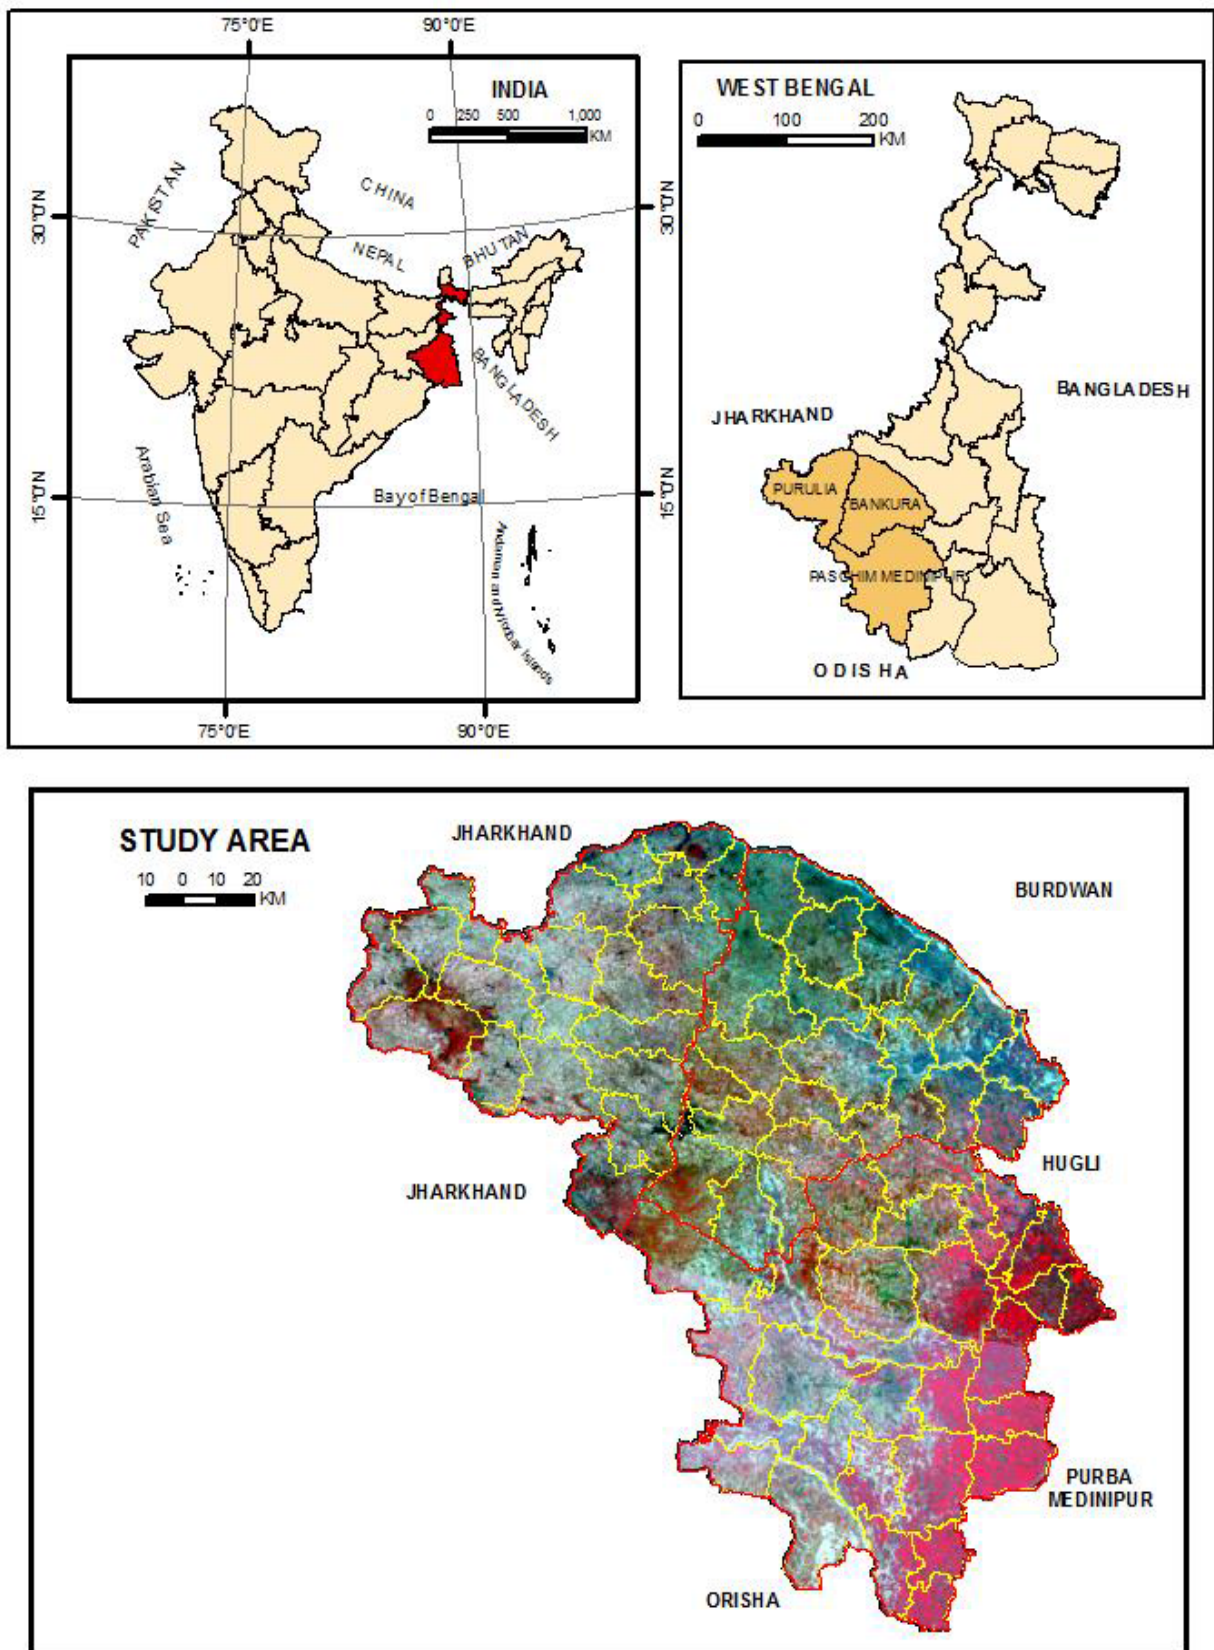 75°0'E 90°0'E
INDIA
0 250 500 1,000
KM
PAKISTAN
CHINA
NEPAL
BHUTAN
BANGLADESH
30°0'N 30°0'N
15°0'N 15°0'N
Arabian Sea
Bay of Bengal
Andaman and Nicobar Islands
75°0'E 90°0'E
WEST BENGAL
0 100 200
KM
JHARKHAND
BANGLADESH
PURULIA
BANKURA
PASCHIM MEDINIPUR
ODISHA
STUDY AREA
10 0 10 20
KM
JHARKHAND
BURDWAN
HUGLI
JHARKHAND
PURBA
MEDINIPUR
ORISHA